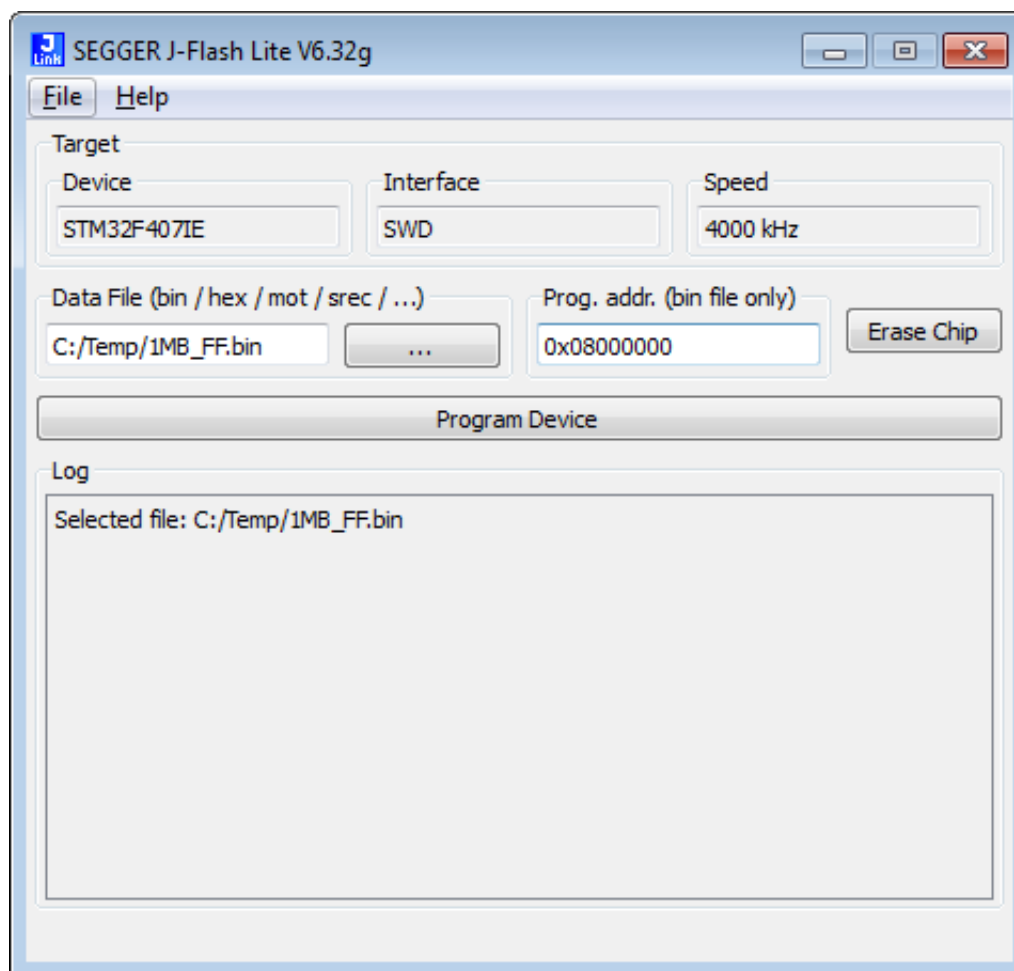 J Link SEGGER J-Flash Lite V6.32g
File Help
Target
Device Interface Speed
STM32F407IE SWD 4000 kHz
Data File (bin / hex / mot / srec / ...) Prog. addr. (bin file only)
C:/Temp/1MB_FF.bin ... 0x08000000 Erase Chip
Program Device
Log
Selected file: C:/Temp/1MB_FF.bin